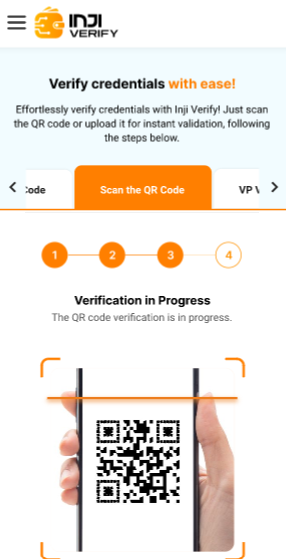 INJI
VERIFY
Verify credentials with ease!
Effortlessly verify credentials with Inji Verify! Just scan
the QR code or upload it for instant validation, following
the steps below.
Code
Scan the QR Code
VP V
1
2
3
4
Verification in Progress
The QR code verification is in progress.